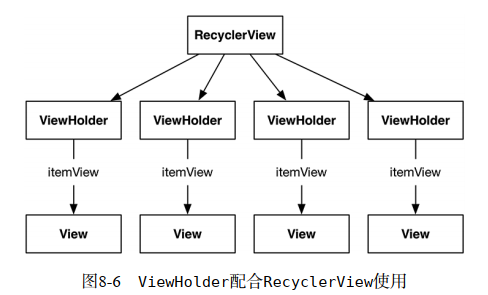 RecyclerView
ViewHolder ViewHolder ViewHolder ViewHolder
itemView itemView itemView itemView
View View View View
图8-6 ViewHolder配合RecyclerView使用